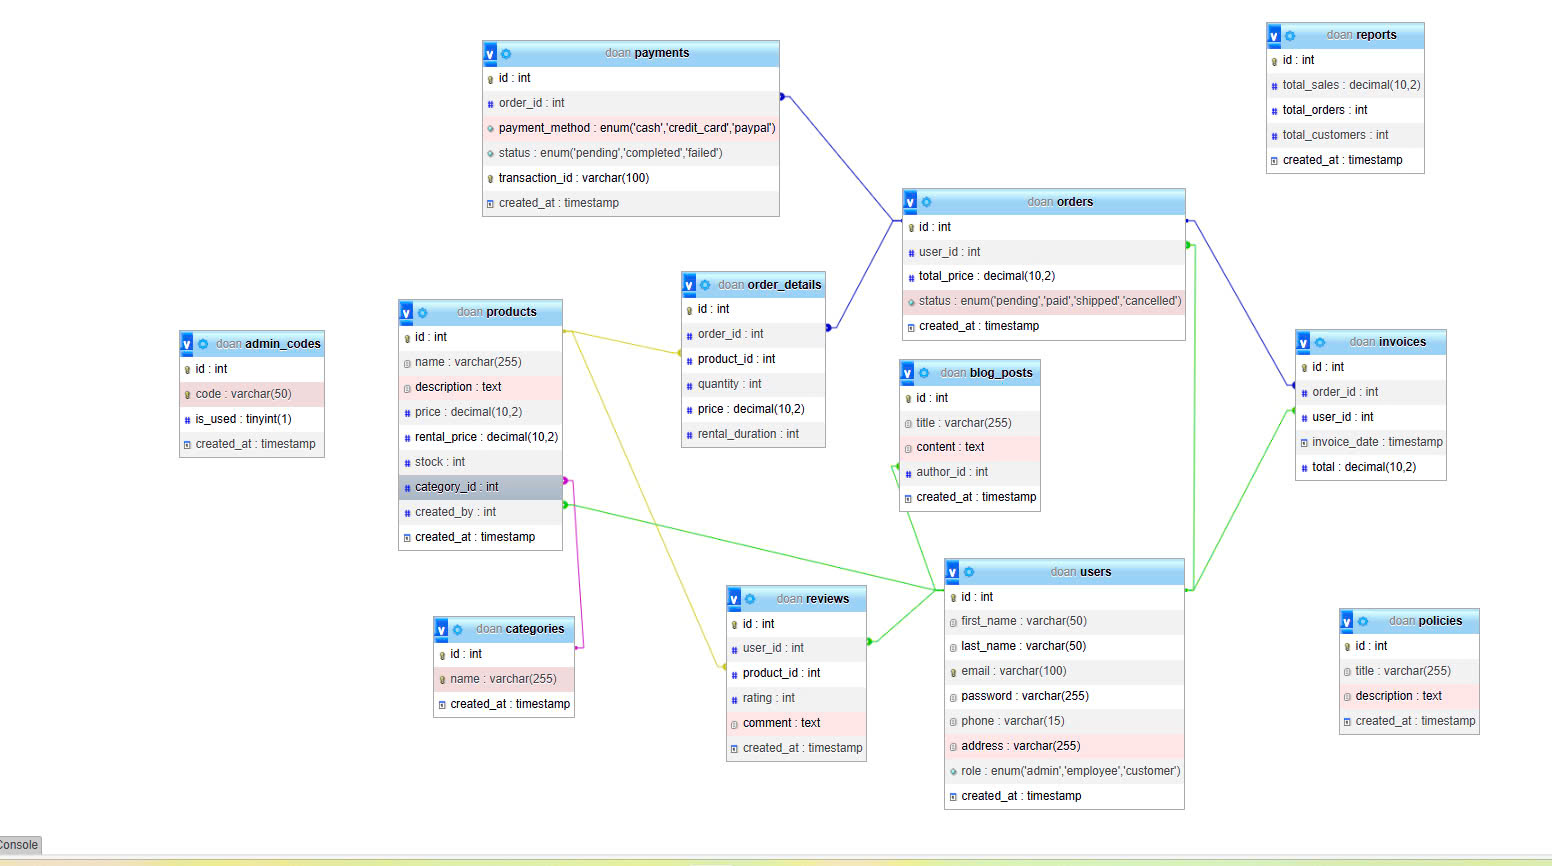 doan payments
id : int
order_id : int
payment_method : enum('cash','credit_card','paypal')
status : enum('pending','completed','failed')
transaction_id : varchar(100)
created_at : timestamp
doan reports
id : int
total_sales : decimal(10,2)
total_orders : int
total_customers : int
created_at : timestamp
doan orders
id : int
user_id : int
total_price : decimal(10,2)
status : enum('pending','paid','shipped','cancelled')
created_at : timestamp
doan order_details
id : int
order_id : int
product_id : int
quantity : int
price : decimal(10,2)
rental_duration : int
doan products
id : int
name : varchar(255)
description : text
price : decimal(10,2)
rental_price : decimal(10,2)
stock : int
category_id : int
created_by : int
created_at : timestamp
doan admin_codes
id : int
code : varchar(50)
is_used : tinyint(1)
created_at : timestamp
doan blog_posts
id : int
title : varchar(255)
content : text
author_id : int
created_at : timestamp
doan invoices
id : int
order_id : int
user_id : int
invoice_date : timestamp
total : decimal(10,2)
doan users
id : int
first_name : varchar(50)
last_name : varchar(50)
email : varchar(100)
password : varchar(255)
phone : varchar(15)
address : varchar(255)
role : enum('admin','employee','customer')
created_at : timestamp
doan reviews
id : int
user_id : int
product_id : int
rating : int
comment : text
created_at : timestamp
doan categories
id : int
name : varchar(255)
created_at : timestamp
doan policies
id : int
title : varchar(255)
description : text
created_at : timestamp
Console